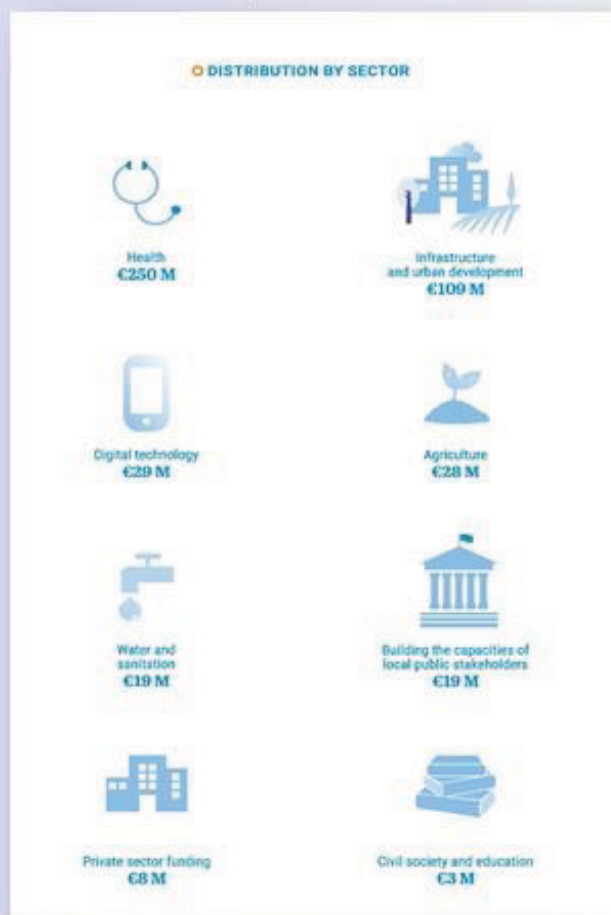 DISTRIBUTION BY SECTOR
Health
€250 M
Infrastructure
and urban development
€109 M
Digital technology
€29 M
Agriculture
€28 M
Water and
sanitation
€19 M
Building the capacities of
local public stakeholders
€19 M
Private sector funding
€8 M
Civil society and education
€3 M